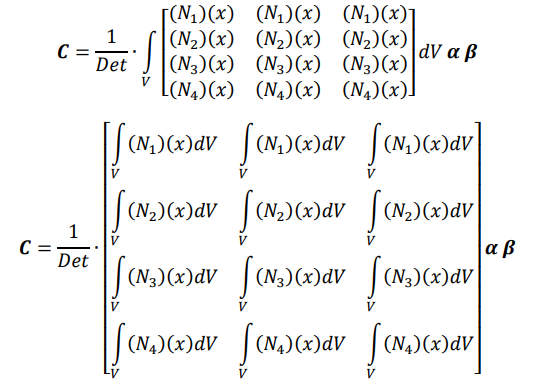 C = 1/Det · ∫_V [(N₁)(x) (N₁)(x) (N₁)(x)
(N₂)(x) (N₂)(x) (N₂)(x)
(N₃)(x) (N₃)(x) (N₃)(x)
(N₄)(x) (N₄)(x) (N₄)(x)] dV α β
C = 1/Det · [∫_V (N₁)(x)dV ∫_V (N₁)(x)dV ∫_V (N₁)(x)dV
∫_V (N₂)(x)dV ∫_V (N₂)(x)dV ∫_V (N₂)(x)dV
∫_V (N₃)(x)dV ∫_V (N₃)(x)dV ∫_V (N₃)(x)dV
∫_V (N₄)(x)dV ∫_V (N₄)(x)dV ∫_V (N₄)(x)dV] α β